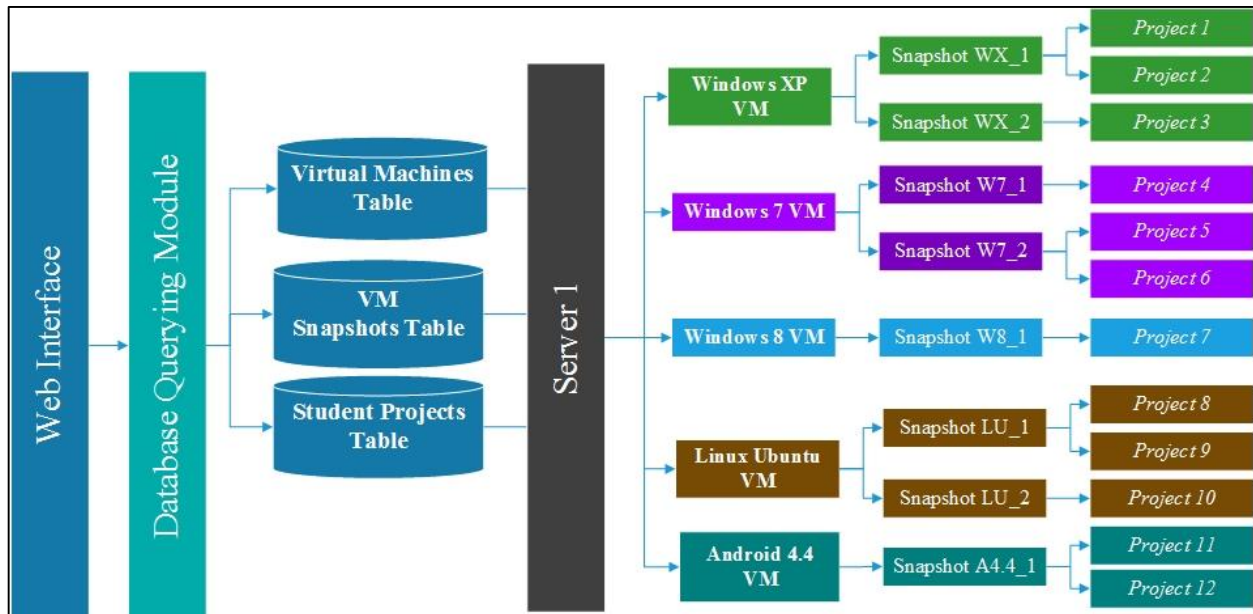 Web Interface
Database Querying Module
Virtual Machines
Table
VM
Snapshots Table
Student Projects
Table
Server 1
Windows XP
VM
Snapshot WX_1
Project 1
Project 2
Snapshot WX_2
Project 3
Windows 7 VM
Snapshot W7_1
Project 4
Snapshot W7_2
Project 5
Project 6
Windows 8 VM
Snapshot W8_1
Project 7
Linux Ubuntu
VM
Snapshot LU_1
Project 8
Project 9
Snapshot LU_2
Project 10
Android 4.4
VM
Snapshot A4.4_1
Project 11
Project 12